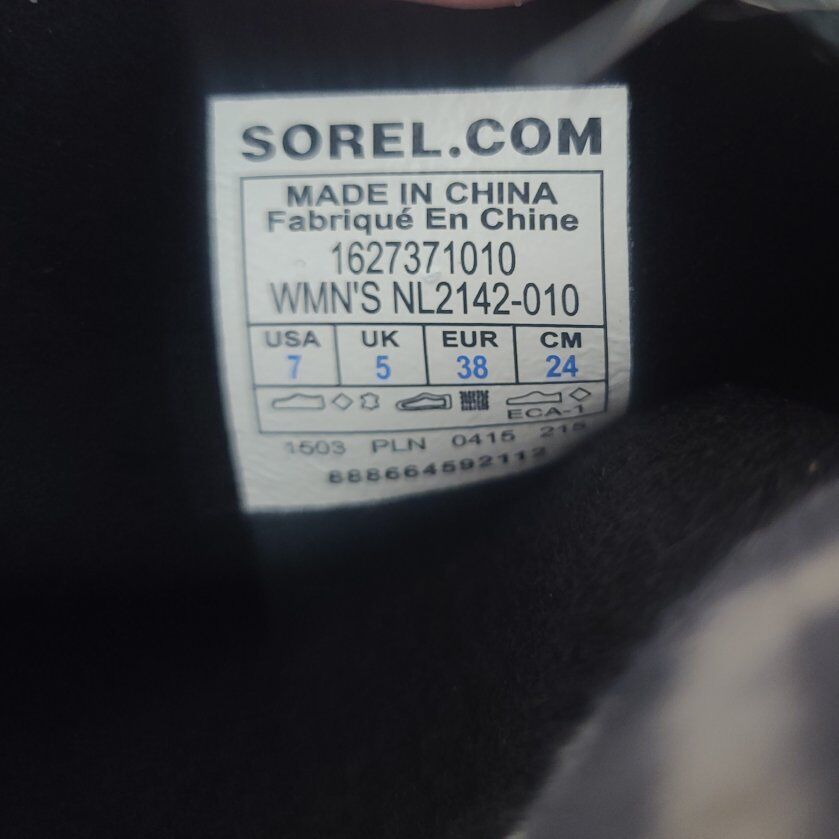 SOREL.COM
MADE IN CHINA
Fabriqué En Chine
1627371010
WMN'S NL2142-010
USA UK EUR CM
7 5 38 24
ECA-1
1503 PLN 0415 215
888664592112